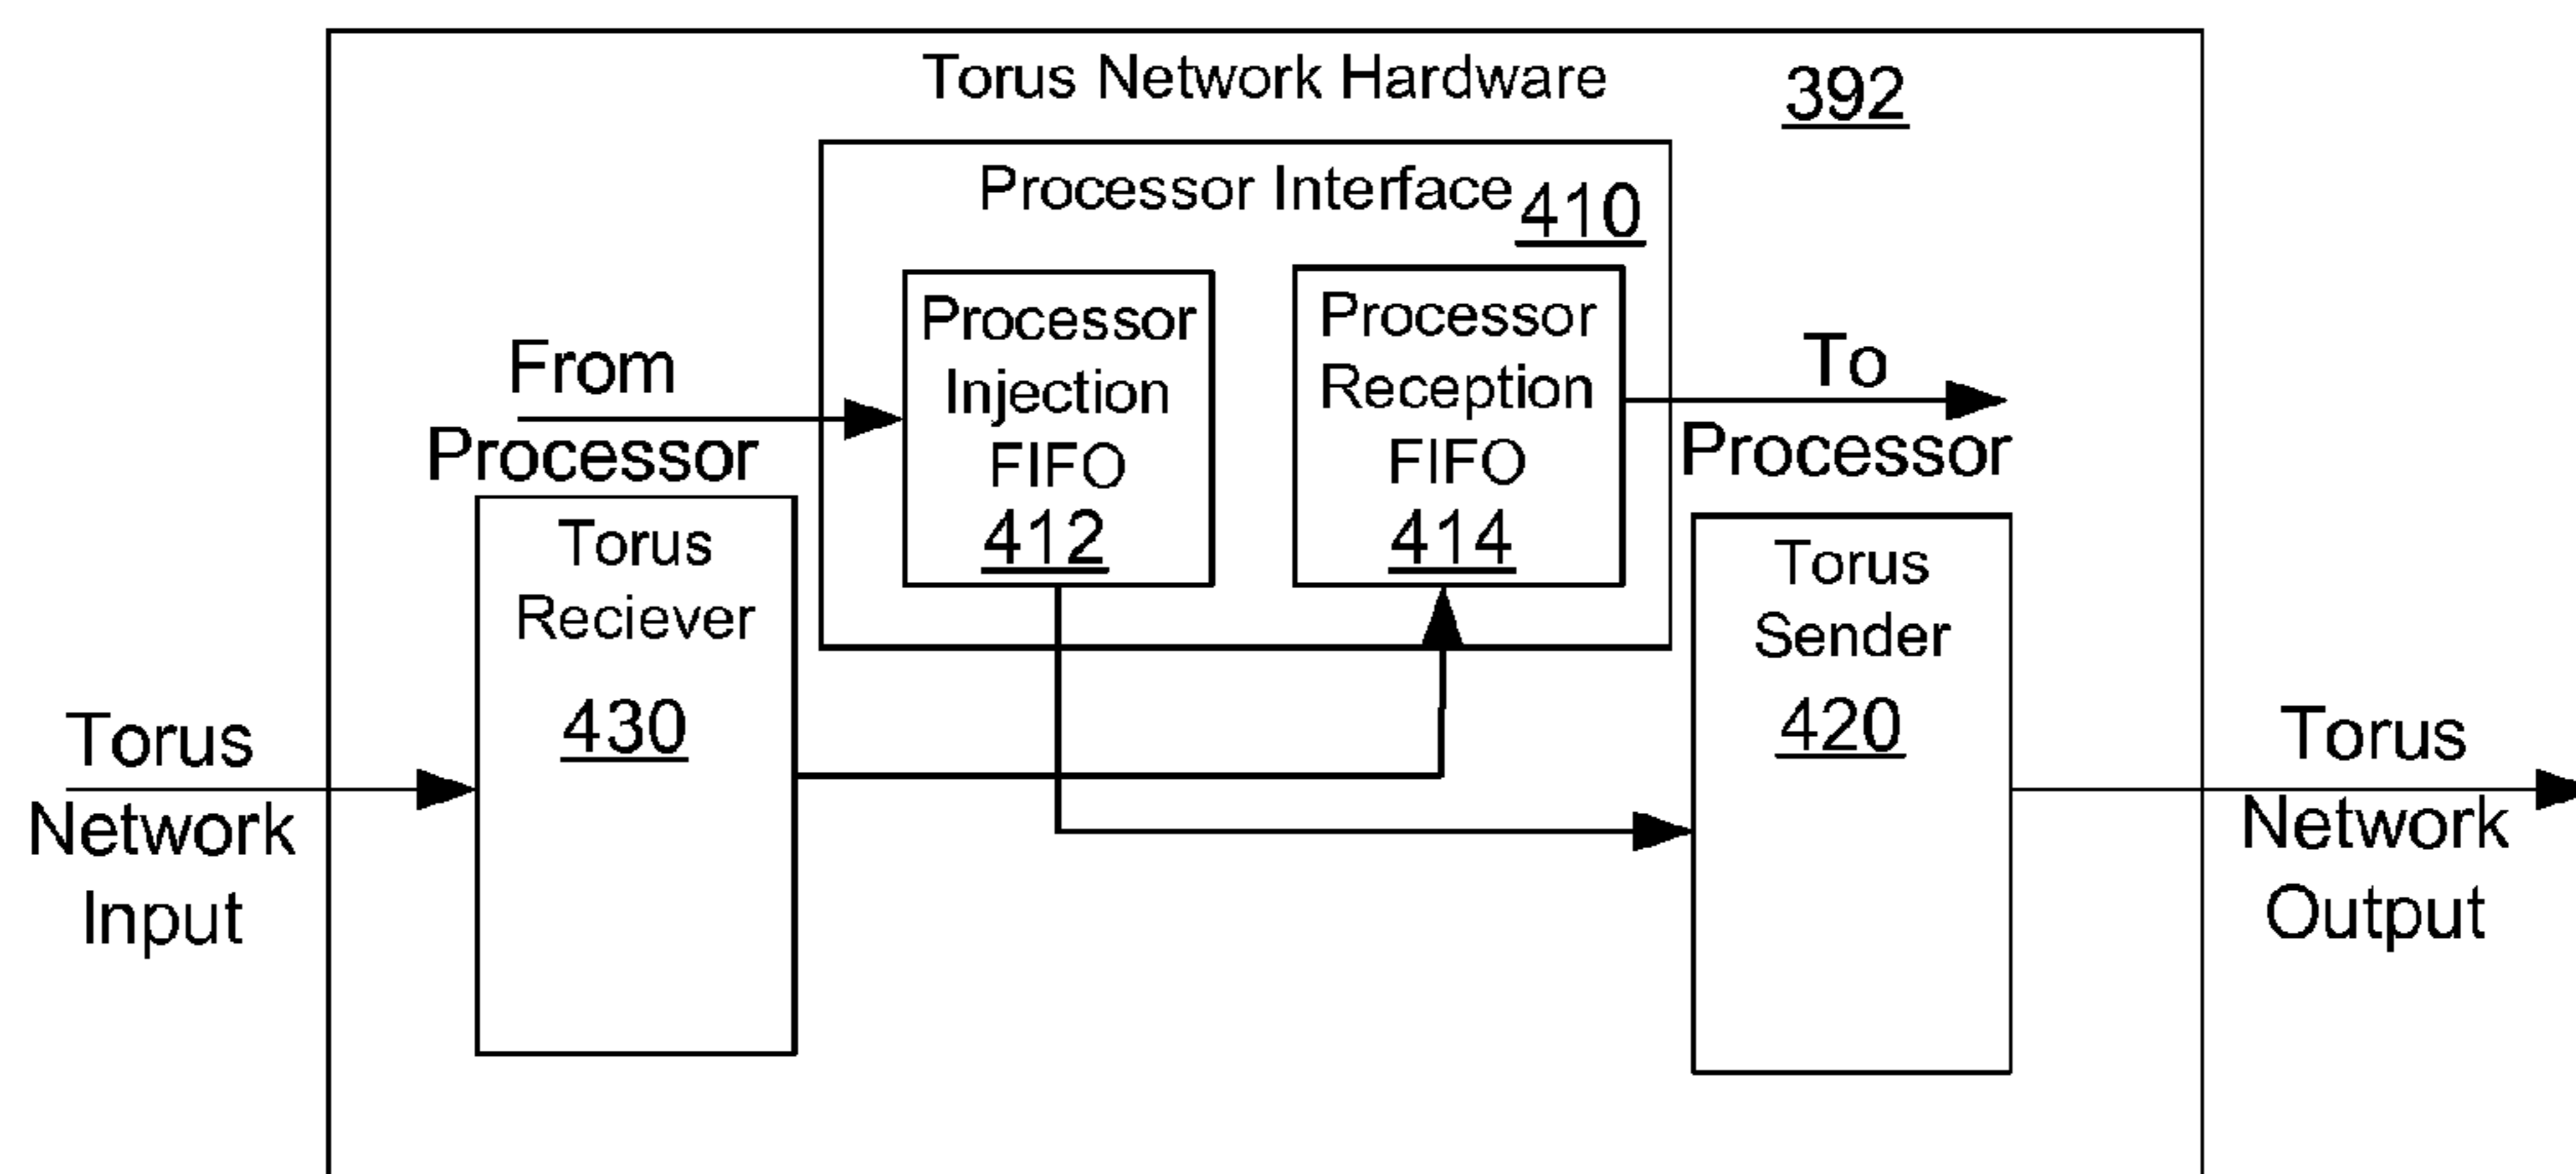 Torus Network Hardware
392
Processor Interface
410
Processor
Injection
FIFO
412
Processor
Reception
FIFO
414
From
Processor
To
Processor
Torus
Reciever
430
Torus
Sender
420
Torus
Network
Input
Torus
Network
Output